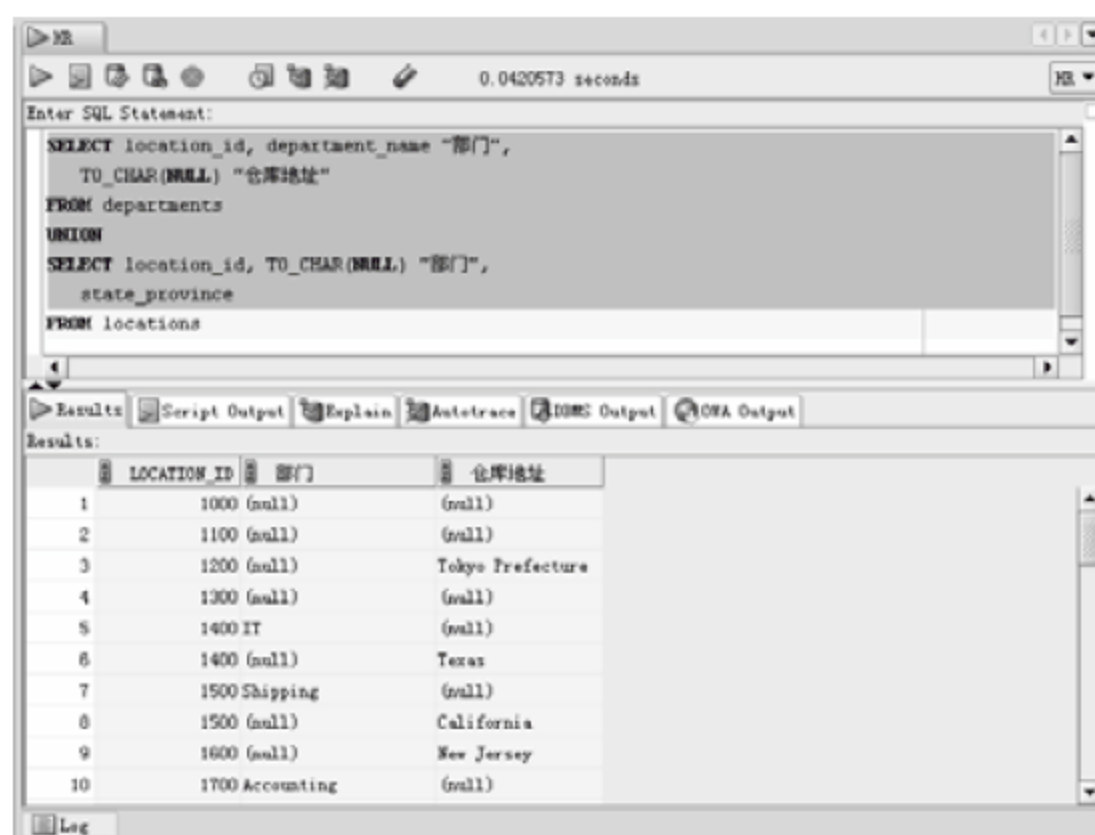 HR
0.0420573 seconds
HR
Enter SQL Statement:
SELECT location_id, department_name "部门",
TO_CHAR(NULL) "仓库地址"
FROM departments
UNION
SELECT location_id, TO_CHAR(NULL) "部门",
state_province
FROM locations
Results Script Output Explain Autotrace DBMS Output OWA Output
Results:
LOCATION_ID 部门 仓库地址
1 1000 (null) (null)
2 1100 (null) (null)
3 1200 (null) Tokyo Prefecture
4 1300 (null) (null)
5 1400 IT (null)
6 1400 (null) Texas
7 1500 Shipping (null)
8 1500 (null) California
9 1600 (null) New Jersey
10 1700 Accounting (null)
Log